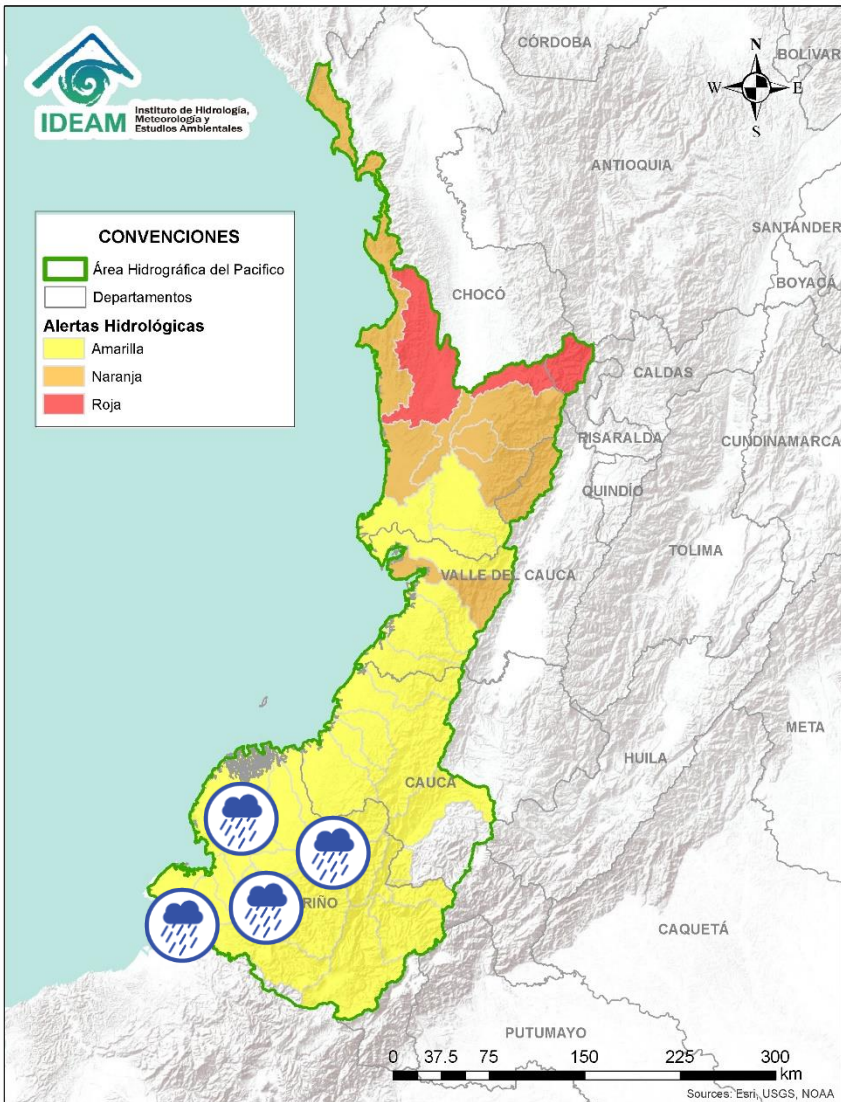 IDEAM
Instituto de Hidrología,
Meteorología y
Estudios Ambientales
CÓRDOBA
BOLÍVAR
N
W
E
S
ANTIOQUIA
SANTANDER
BOYACÁ
CONVENCIONES
Área Hidrográfica del Pacifico
Departamentos
Alertas Hidrológicas
Amarilla
Naranja
Roja
CHOCÓ
CALDAS
RISARALDA
CUNDINAMARCA
QUINDÍO
TOLIMA
VALLE DEL CAUCA
META
HUILA
CAUCA
RIÑO
CAQUETÁ
PUTUMAYO
0 37.5 75 150 225 300
km
Sources: Esri, USGS, NOAA